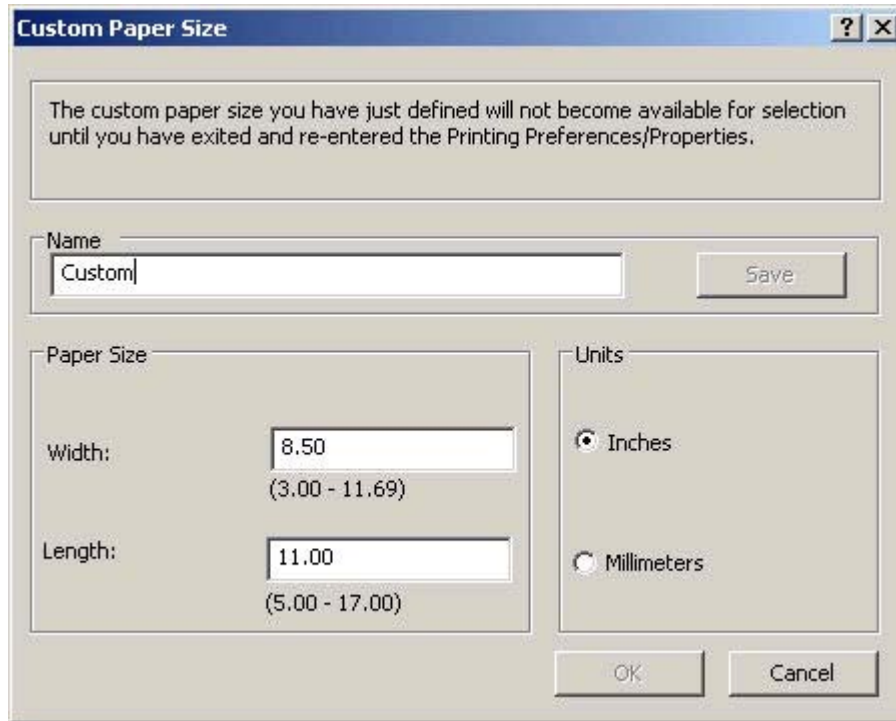 Custom Paper Size
The custom paper size you have just defined will not become available for selection
until you have exited and re-entered the Printing Preferences/Properties.
Name
Custom
Save
Paper Size
Width:
8.50
(3.00 - 11.69)
Length:
11.00
(5.00 - 17.00)
Units
Inches
Millimeters
OK
Cancel